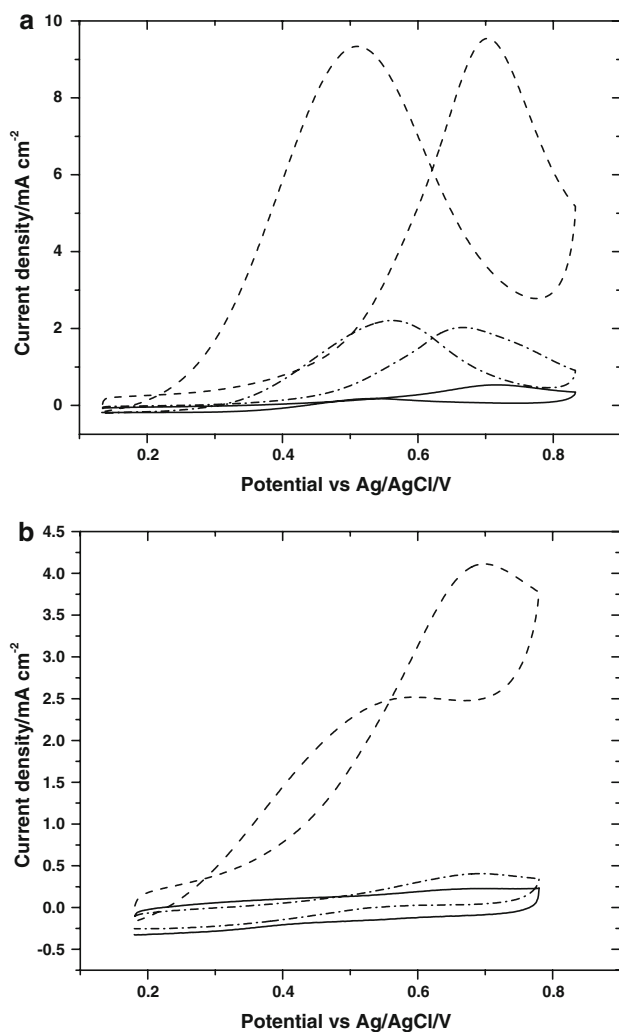 a
10
8
6
4
2
0
Current density/mA cm⁻²
0.2 0.4 0.6 0.8
Potential vs Ag/AgCl/V
b
4.5
4.0
3.5
3.0
2.5
2.0
1.5
1.0
0.5
0.0
-0.5
Current density/mA cm⁻²
0.2 0.4 0.6 0.8
Potential vs Ag/AgCl/V